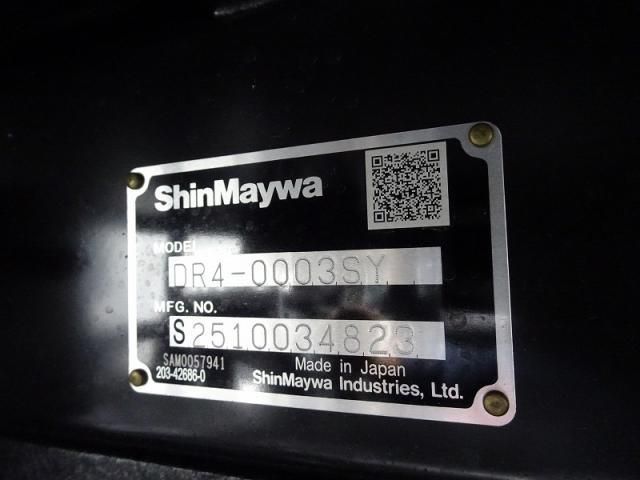 ShinMaywa
MODEL
DR4-0003SY
MFG. NO.
S2510034823
SAM0057941
203-42686-0
Made in Japan
ShinMaywa Industries, Ltd.